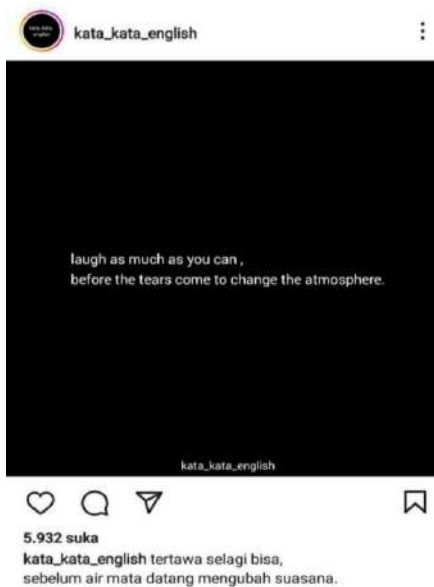 kata_kata_english
laugh as much as you can ,
before the tears come to change the atmosphere.
kata_kata_english
5.932 suka
kata_kata_english tertawa selagi bisa,
sebelum air mata datang mengubah suasana.